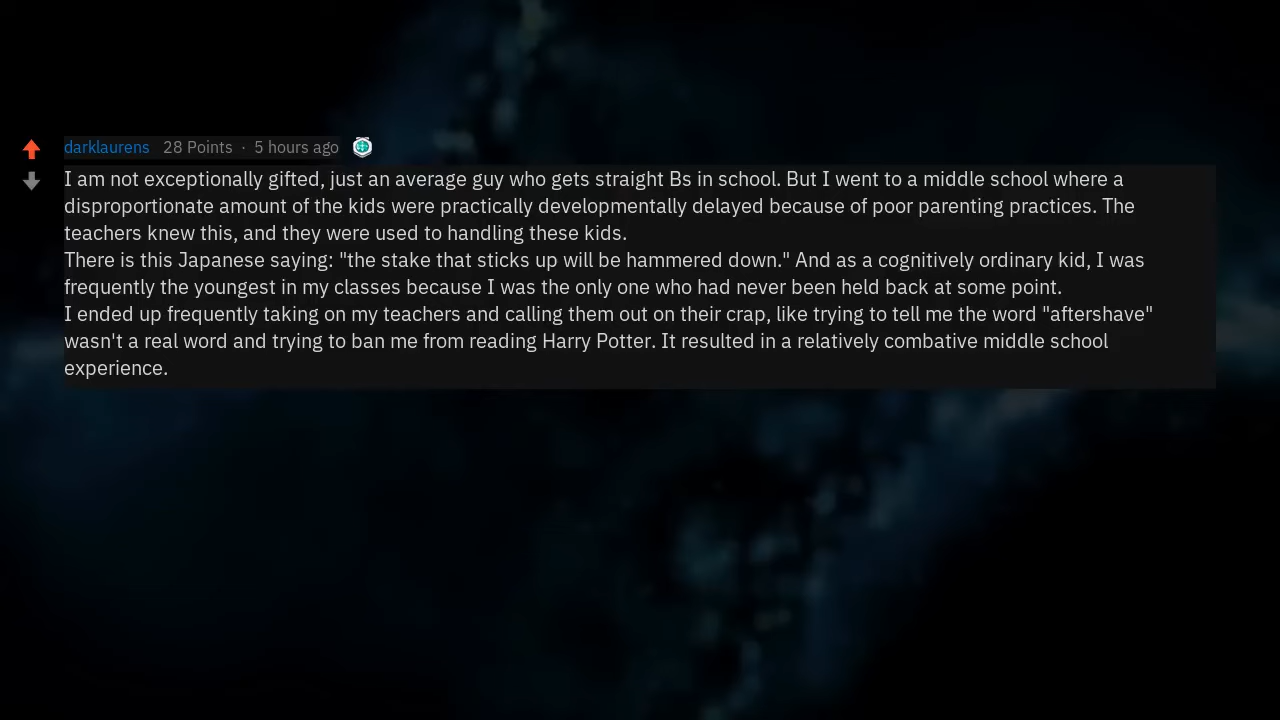 darklaurens 28 Points · 5 hours ago
I am not exceptionally gifted, just an average guy who gets straight Bs in school. But I went to a middle school where a
disproportionate amount of the kids were practically developmentally delayed because of poor parenting practices. The
teachers knew this, and they were used to handling these kids.
There is this Japanese saying: "the stake that sticks up will be hammered down." And as a cognitively ordinary kid, I was
frequently the youngest in my classes because I was the only one who had never been held back at some point.
I ended up frequently taking on my teachers and calling them out on their crap, like trying to tell me the word "aftershave"
wasn't a real word and trying to ban me from reading Harry Potter. It resulted in a relatively combative middle school
experience.